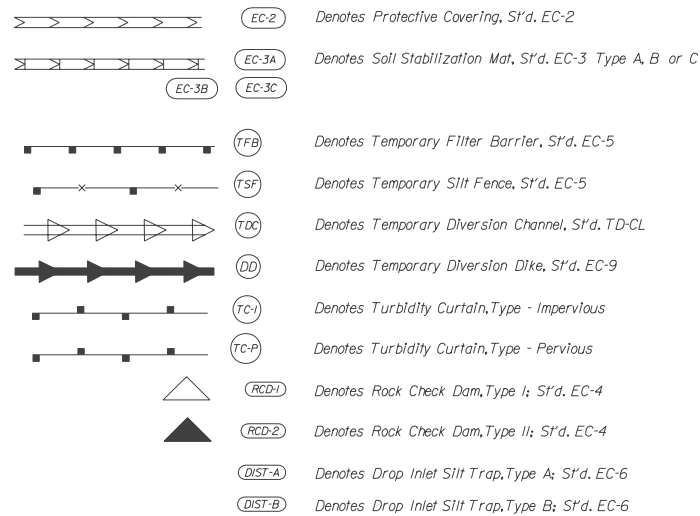 EC-2 Denotes Protective Covering, St'd. EC-2
EC-3A Denotes Soil Stabilization Mat, St'd. EC-3 Type A, B or C
EC-3B EC-3C
TFB Denotes Temporary Filter Barrier, St'd. EC-5
TSF Denotes Temporary Silt Fence, St'd. EC-5
TDC Denotes Temporary Diversion Channel, St'd. TD-CL
DD Denotes Temporary Diversion Dike, St'd. EC-9
TC-I Denotes Turbidity Curtain, Type - Impervious
TC-P Denotes Turbidity Curtain, Type - Pervious
RCD-I Denotes Rock Check Dam, Type I; St'd. EC-4
RCD-2 Denotes Rock Check Dam, Type II; St'd. EC-4
DIST-A Denotes Drop Inlet Silt Trap, Type A; St'd. EC-6
DIST-B Denotes Drop Inlet Silt Trap, Type B; St'd. EC-6